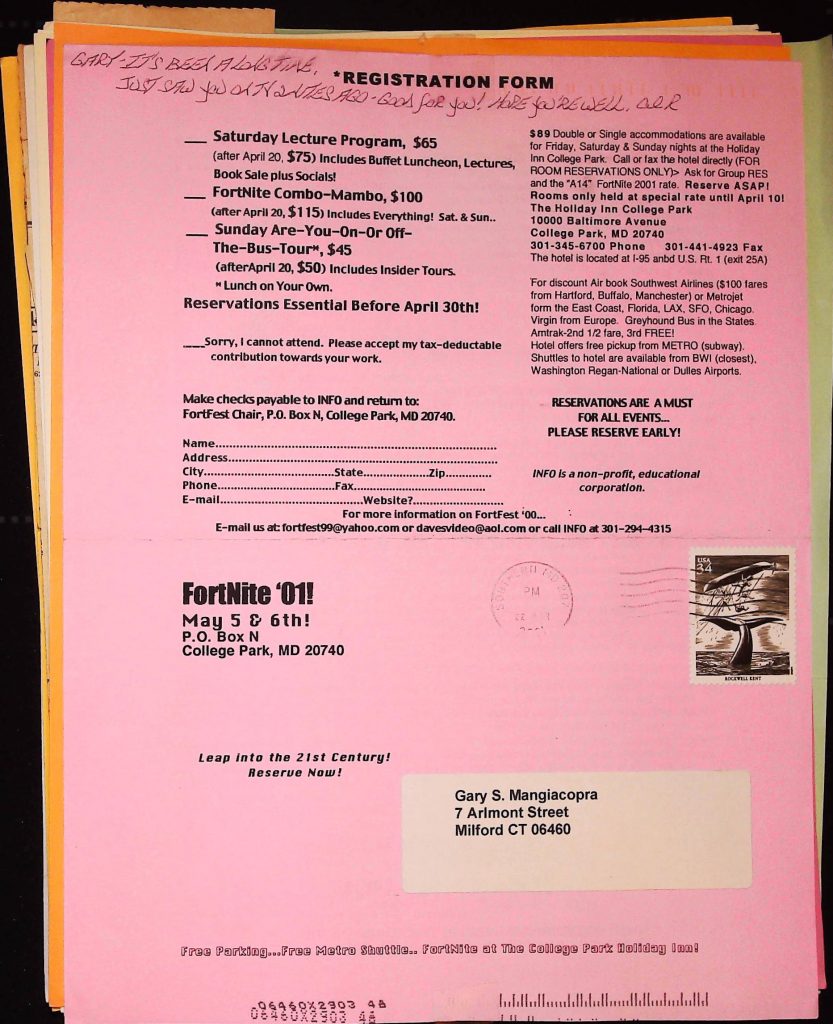 GARY - IT'S BEEN A LONG TIME.
*REGISTRATION FORM
JUST SAW YOU ON TV 2 NITES AGO - GOOD FOR YOU! HOPE YOU'RE WELL.
___ Saturday Lecture Program, $65
(after April 20, $75) Includes Buffet Luncheon, Lectures,
Book Sale plus Socials!
___ FortNite Combo-Mambo, $100
(after April 20, $115) Includes Everything! Sat. & Sun..
___ Sunday Are-You-On-Or Off-
The-Bus-Tour*, $45
(afterApril 20, $50) Includes Insider Tours.
* Lunch on Your Own.
Reservations Essential Before April 30th!
____Sorry, I cannot attend. Please accept my tax-deductable
contribution towards your work.
Make checks payable to INFO and return to:
FortFest Chair, P.O. Box N, College Park, MD 20740.
$89 Double or Single accommodations are available
for Friday, Saturday & Sunday nights at the Holiday
Inn College Park. Call or fax the hotel directly (FOR
ROOM RESERVATIONS ONLY)> Ask for Group RES
and the "A14" FortNite 2001 rate. Reserve ASAP!
Rooms only held at special rate until April 10!
The Holiday Inn College Park
10000 Baltimore Avenue
College Park, MD 20740
301-345-6700 Phone 301-441-4923 Fax
The hotel is located at I-95 anbd U.S. Rt. 1 (exit 25A)
For discount Air book Southwest Airlines ($100 fares
from Hartford, Buffalo, Manchester) or Metrojet
form the East Coast, Florida, LAX, SFO, Chicago.
Virgin from Europe. Greyhound Bus in the States.
Amtrak-2nd 1/2 fare, 3rd FREE!
Hotel offers free pickup from METRO (subway).
Shuttles to hotel are available from BWI (closest),
Washington Regan-National or Dulles Airports.
RESERVATIONS ARE A MUST
FOR ALL EVENTS...
PLEASE RESERVE EARLY!
INFO is a non-profit, educational
corporation.
Name..................................................................
Address..................................................................
City..............................State....................Zip..............
Phone..............................Fax..............................
E-mail..............................Website?......................
For more information on FortFest '00...
E-mail us at: fortfest99@yahoo.com or davesvideo@aol.com or call INFO at 301-294-4315
FortNite '01!
May 5 & 6th!
P.O. Box N
College Park, MD 20740
PM
USA
34
ROCKWELL KENT
Leap into the 21st Century!
Reserve Now!
Gary S. Mangiacopra
7 Arlmont Street
Milford CT 06460
Free Parking...Free Metro Shuttle.. FortNite at The College Park Holiday Inn!
06460X2903 48
06460X2903 48